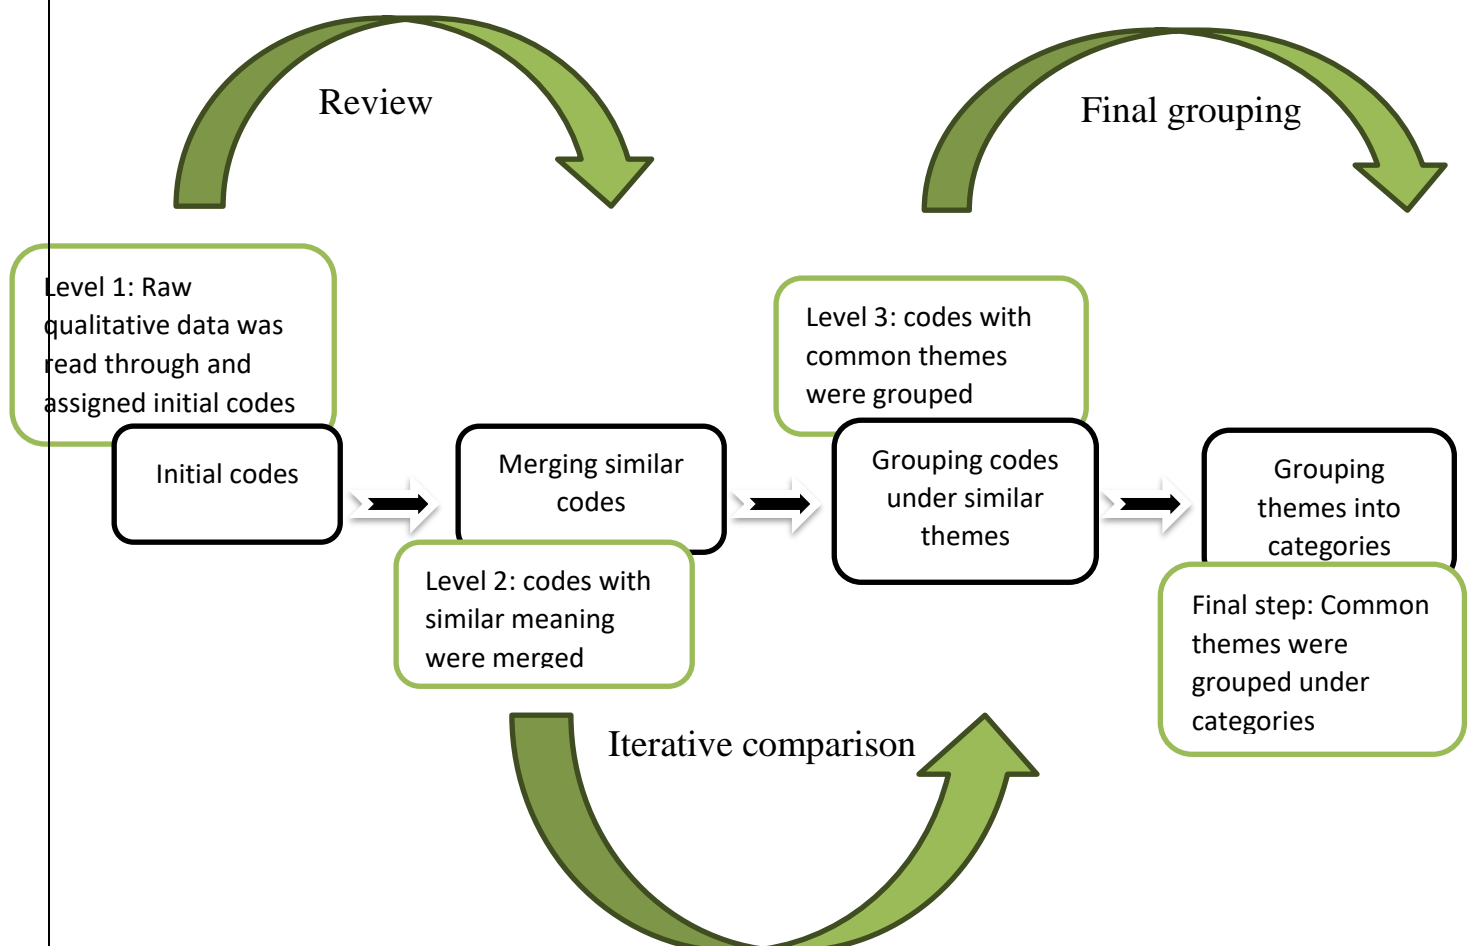 Review
Final grouping
Level 1: Raw
qualitative data was
read through and
assigned initial codes
Initial codes
Merging similar
codes
Level 2: codes with
similar meaning
were merged
Level 3: codes with
common themes
were grouped
Grouping codes
under similar
themes
Grouping
themes into
categories
Final step: Common
themes were
grouped under
categories
Iterative comparison